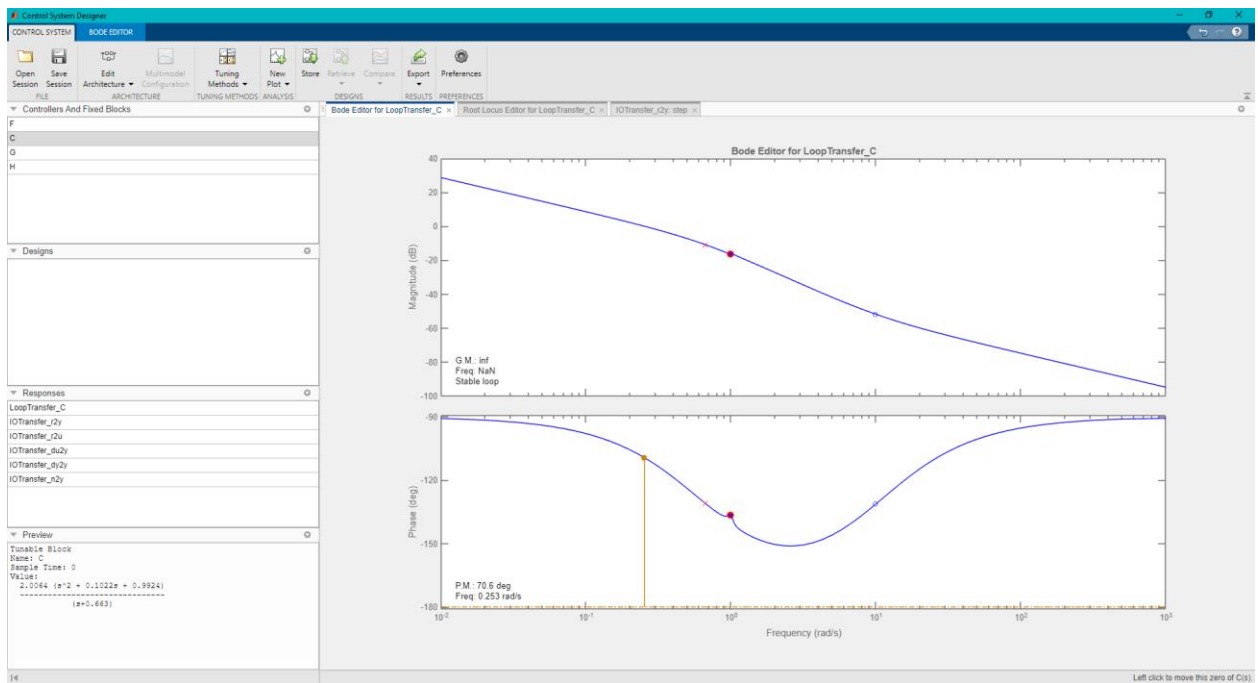 Control System Designer
CONTROL SYSTEM BODE EDITOR
Open Session
Save Session
Edit Architecture
Multimodel Configuration
Tuning Methods
New Plot
Store
Retrieve
Compare
Export
Preferences
FILE ARCHITECTURE TUNING METHODS ANALYSIS DESIGNS RESULTS PREFERENCES
Controllers And Fixed Blocks
F
C
G
H
Designs
Responses
LoopTransfer_C
IOTransfer_r2y
IOTransfer_r2u
IOTransfer_du2y
IOTransfer_dy2y
IOTransfer_n2y
Preview
Tunable Block
Name: C
Sample Time: 0
Value:
2.0064 (s^2 + 0.1022s + 0.9924)
-------------------------------
(s+0.663)
Bode Editor for LoopTransfer_C Root Locus Editor for LoopTransfer_C IOTransfer_r2y: step
Bode Editor for LoopTransfer_C
Magnitude (dB)
40
20
0
-20
-40
-60
-80
-100
G.M.: inf
Freq: NaN
Stable loop
Phase (deg)
-90
-120
-150
-180
P.M.: 70.6 deg
Freq: 0.253 rad/s
10^-2 10^-1 10^0 10^1 10^2 10^3
Frequency (rad/s)
Left click to move this zero of C(s).